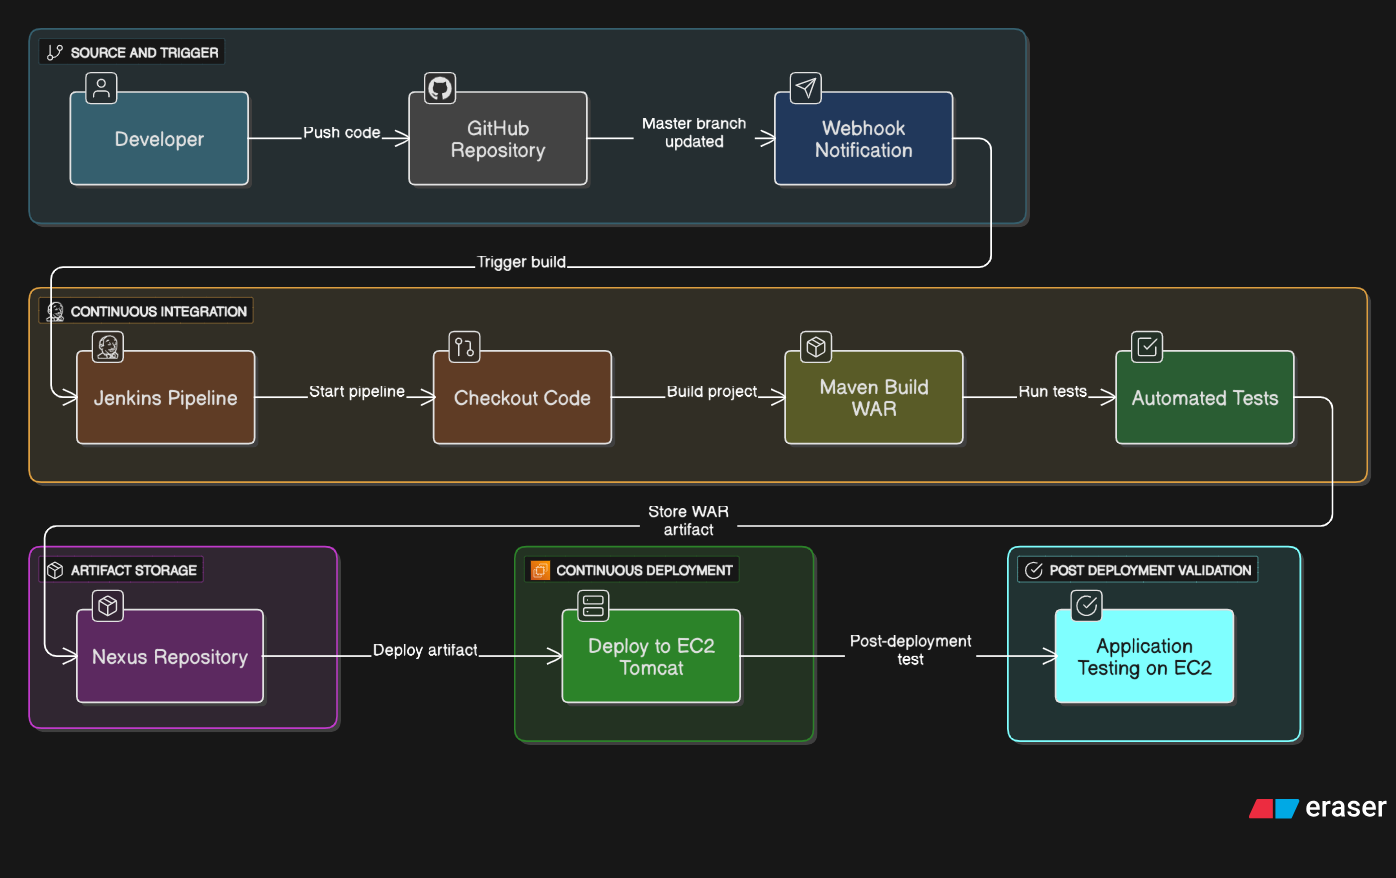 SOURCE AND TRIGGER
Developer
Push code
GitHub
Repository
Master branch
updated
Webhook
Notification
Trigger build
CONTINUOUS INTEGRATION
Jenkins Pipeline
Start pipeline
Checkout Code
Build project
Maven Build
WAR
Run tests
Automated Tests
Store WAR
artifact
ARTIFACT STORAGE
Nexus Repository
Deploy artifact
CONTINUOUS DEPLOYMENT
Deploy to EC2
Tomcat
Post-deployment
test
POST DEPLOYMENT VALIDATION
Application
Testing on EC2
eraser